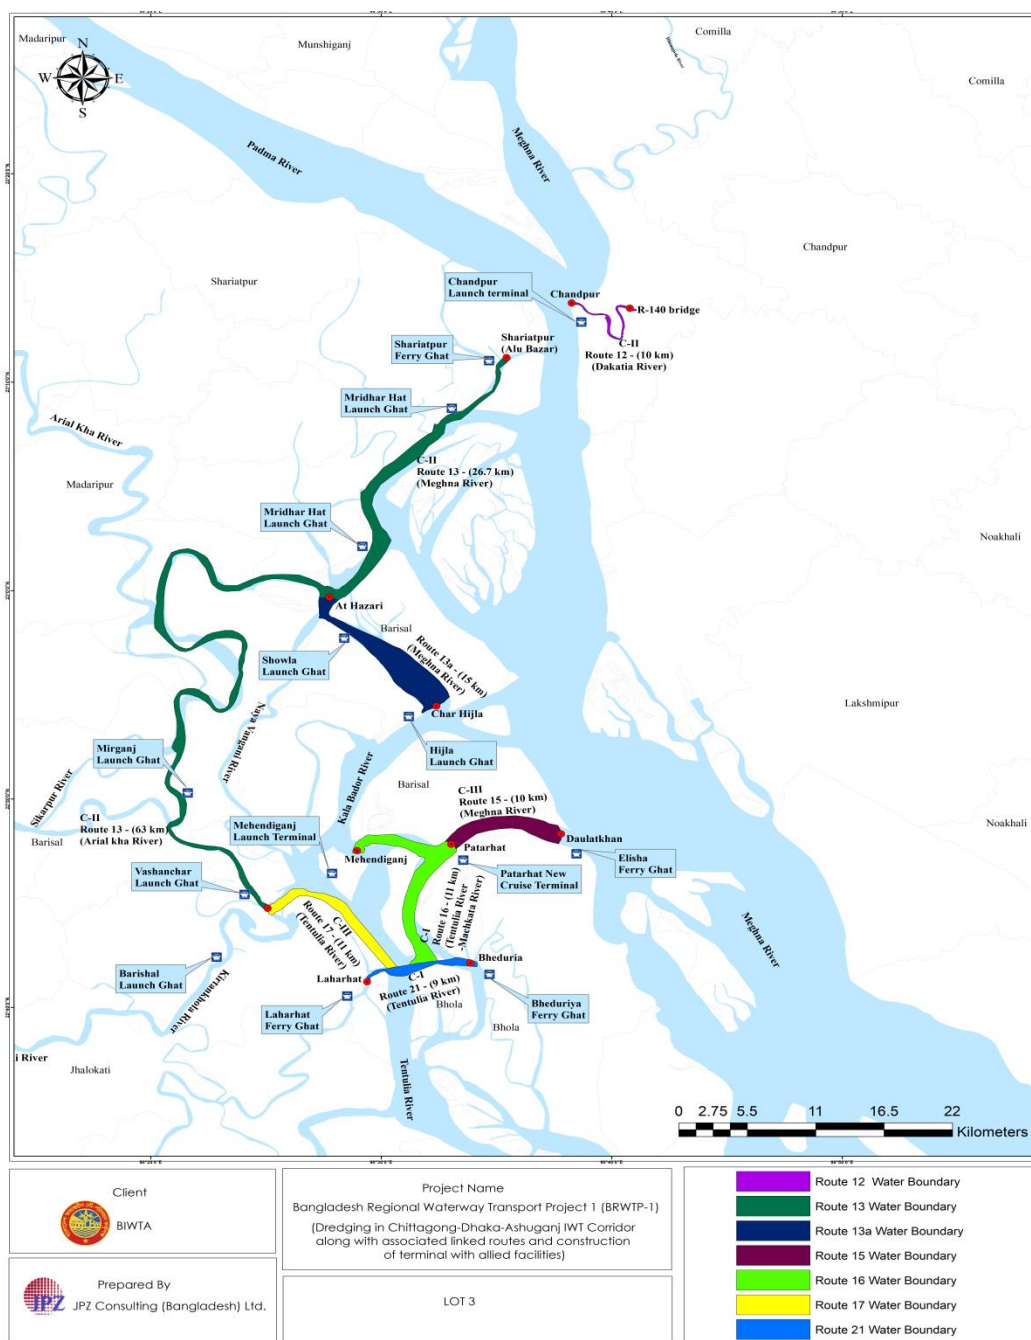 Madaripur
Munshiganj
Comilla
Comilla
N
W
E
S
Padma River
Meghna River
Chandpur
Shariatpur
Chandpur
Launch terminal
Chandpur
R-140 bridge
C-II
Route 12 - (10 km)
(Dakatia River)
Shariatpur
(Alu Bazar)
Shariatpur
Ferry Ghat
Mridhar Hat
Launch Ghat
Arial Kha River
C-II
Route 13 - (26.7 km)
(Meghna River)
Madaripur
Mridhar Hat
Launch Ghat
Noakhali
At Hazari
Barisal
Showla
Launch Ghat
Route 13a - (15 km)
(Meghna River)
Char Hijla
Lakshmipur
Naya Vangani River
Mirganj
Launch Ghat
Hijla
Launch Ghat
Kala Bador River
Barisal
Sikarpur River
C-II
Route 13 - (63 km)
(Arial kha River)
Barisal
C-III
Route 15 - (10 km)
(Meghna River)
Noakhali
Mehendiganj
Launch Terminal
Daulatkhan
Patarhat
Mehendiganj
Elisha
Ferry Ghat
Patarhat New
Cruise Terminal
Vashanchar
Launch Ghat
C-III
Route 17 - (11 km)
(Tentulia River)
C-I
Route 16 - (11 km)
(Tentulia River
-Machkata River)
Meghna River
Barishal
Launch Ghat
Kirtankhola River
Bheduria
Laharhat
C-I
Route 21 - (9 km)
(Tentulia River)
Laharhat
Ferry Ghat
Bheduriya
Ferry Ghat
Bhola
Bhola
i River
Jhalokati
Tentulia River
0 2.75 5.5 11 16.5 22
Kilometers
Client
BIWTA
Prepared By
JPZ
JPZ Consulting (Bangladesh) Ltd.
Project Name
Bangladesh Regional Waterway Transport Project 1 (BRWTP-1)
(Dredging in Chittagong-Dhaka-Ashuganj IWT Corridor
along with associated linked routes and construction
of terminal with allied facilities)
LOT 3
Route 12 Water Boundary
Route 13 Water Boundary
Route 13a Water Boundary
Route 15 Water Boundary
Route 16 Water Boundary
Route 17 Water Boundary
Route 21 Water Boundary